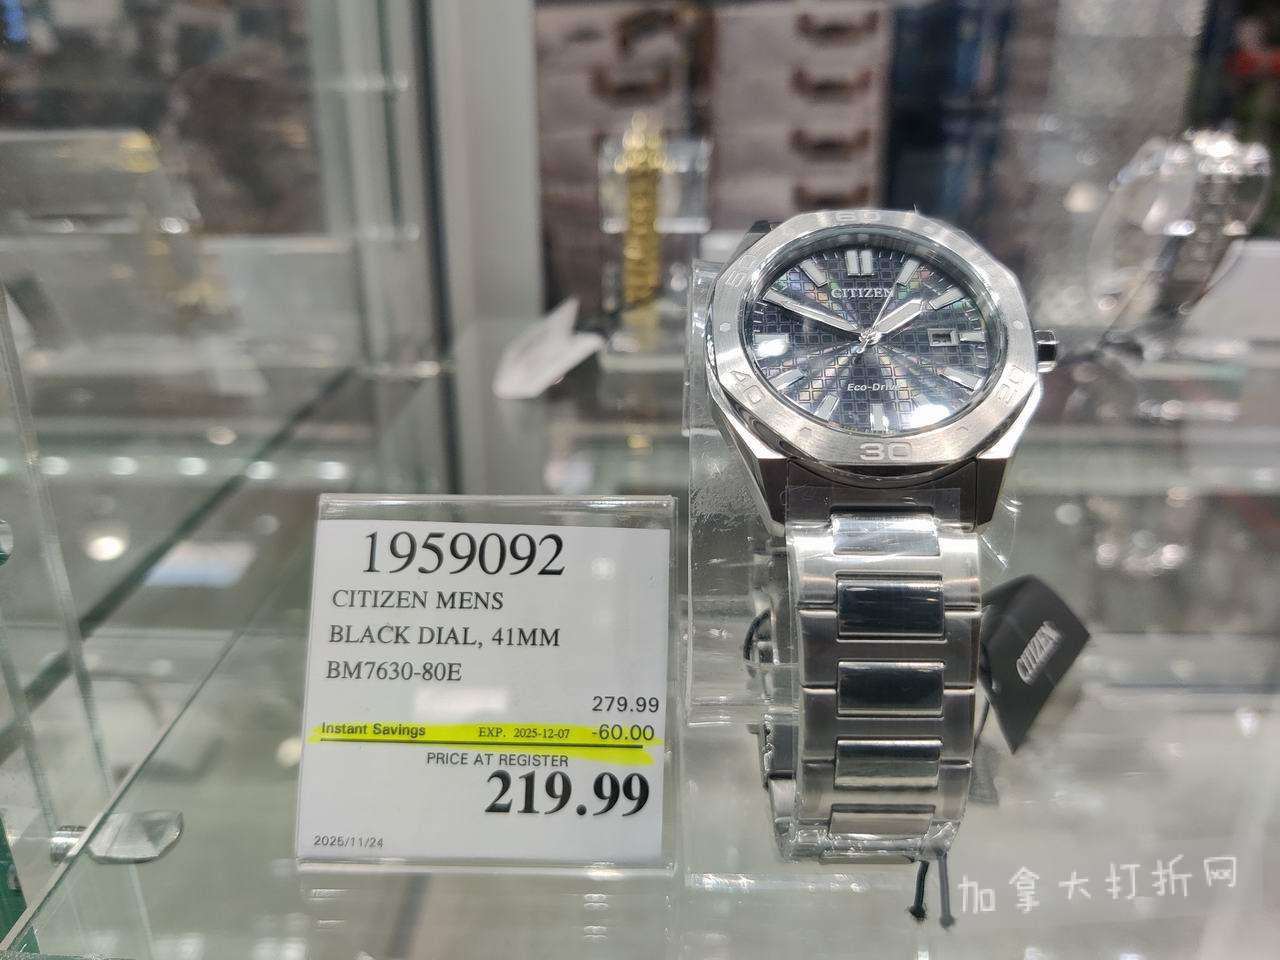 60
CITIZEN
Eco-Drive
40
20
30
1959092
CITIZEN MENS
BLACK DIAL, 41MM
BM7630-80E
279.99
Instant Savings EXP. 2025-12-07 -60.00
PRICE AT REGISTER
219.99
2025/11/24
CITIZEN
加拿大打折网